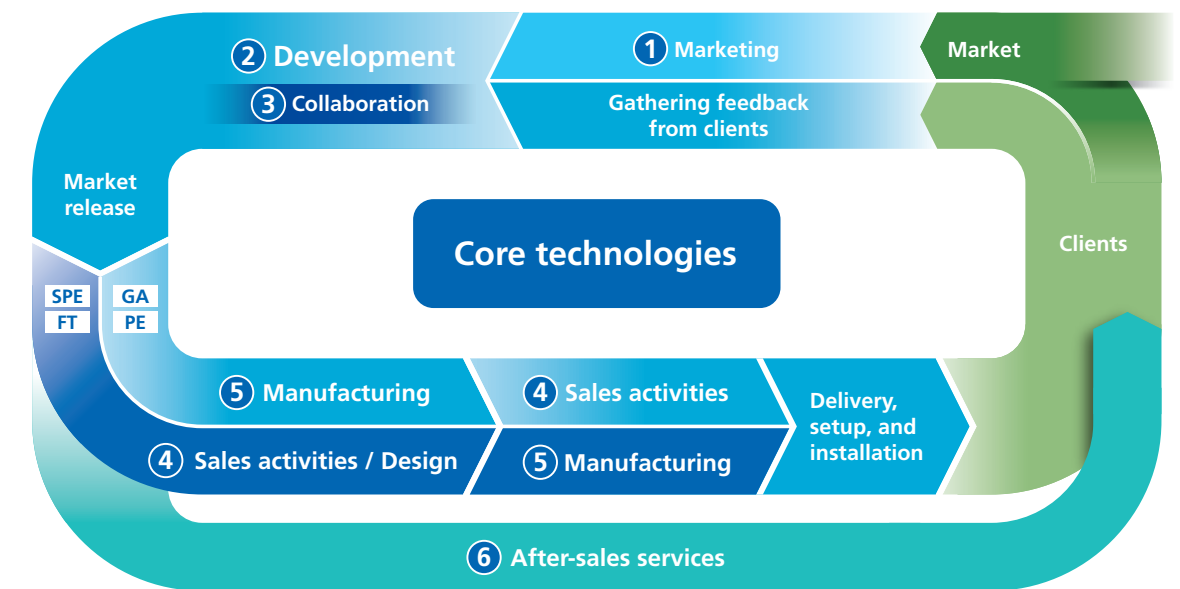 2 Development
3 Collaboration
1 Marketing
Gathering feedback
from clients
Market
Clients
Market
release
Core technologies
SPE
GA
FT
PE
5 Manufacturing
4 Sales activities
4 Sales activities / Design
5 Manufacturing
Delivery,
setup, and
installation
6 After-sales services